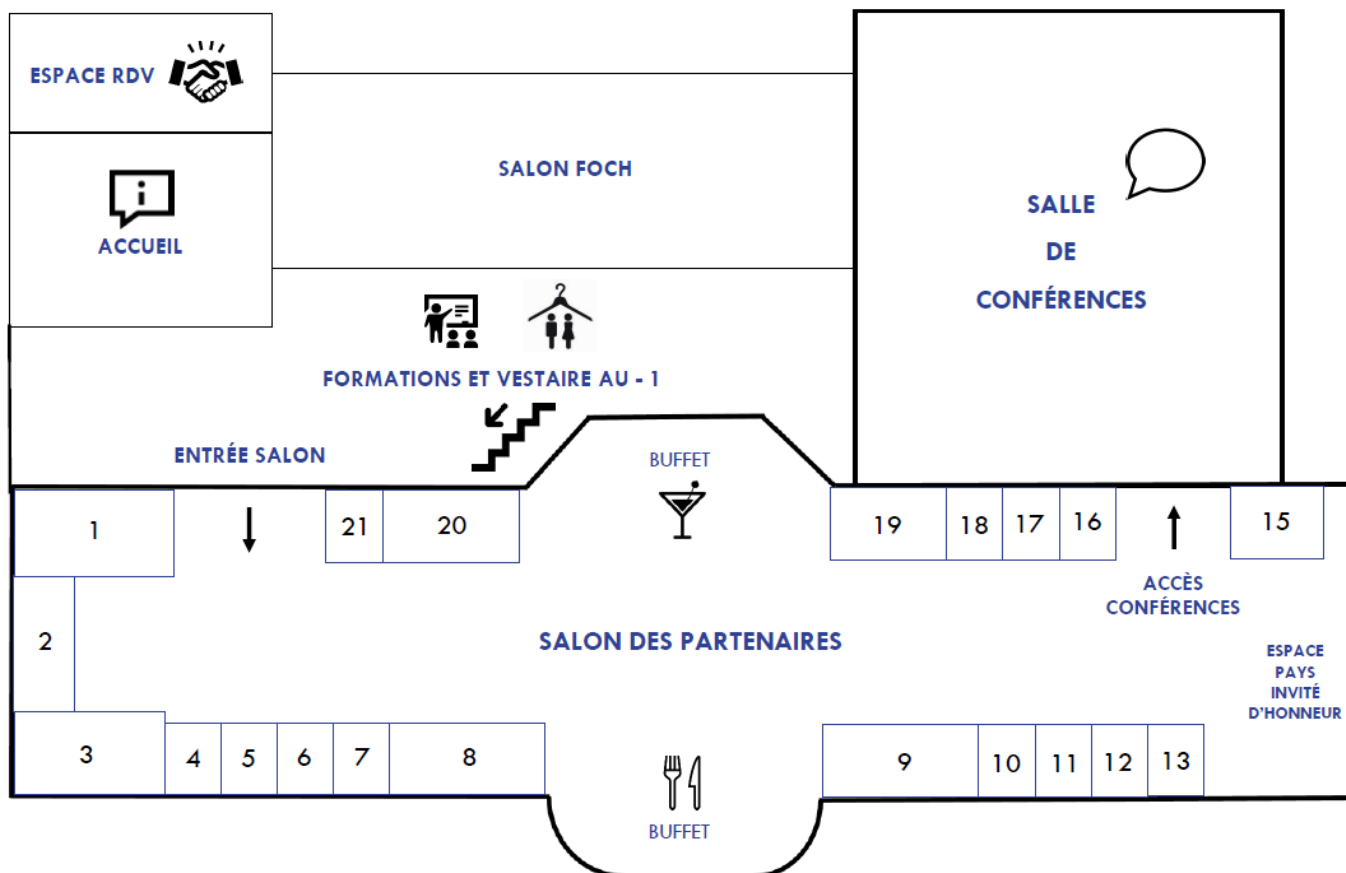 ESPACE RDV
SALON FOCH
ACCUEIL
SALLE
DE
CONFÉRENCES
FORMATIONS ET VESTAIRE AU - 1
ENTRÉE SALON
BUFFET
1
21
20
19
18
17
16
15
ACCÈS
CONFÉRENCES
2
SALON DES PARTENAIRES
ESPACE
PAYS
INVITÉ
D'HONNEUR
3
4
5
6
7
8
9
10
11
12
13
BUFFET